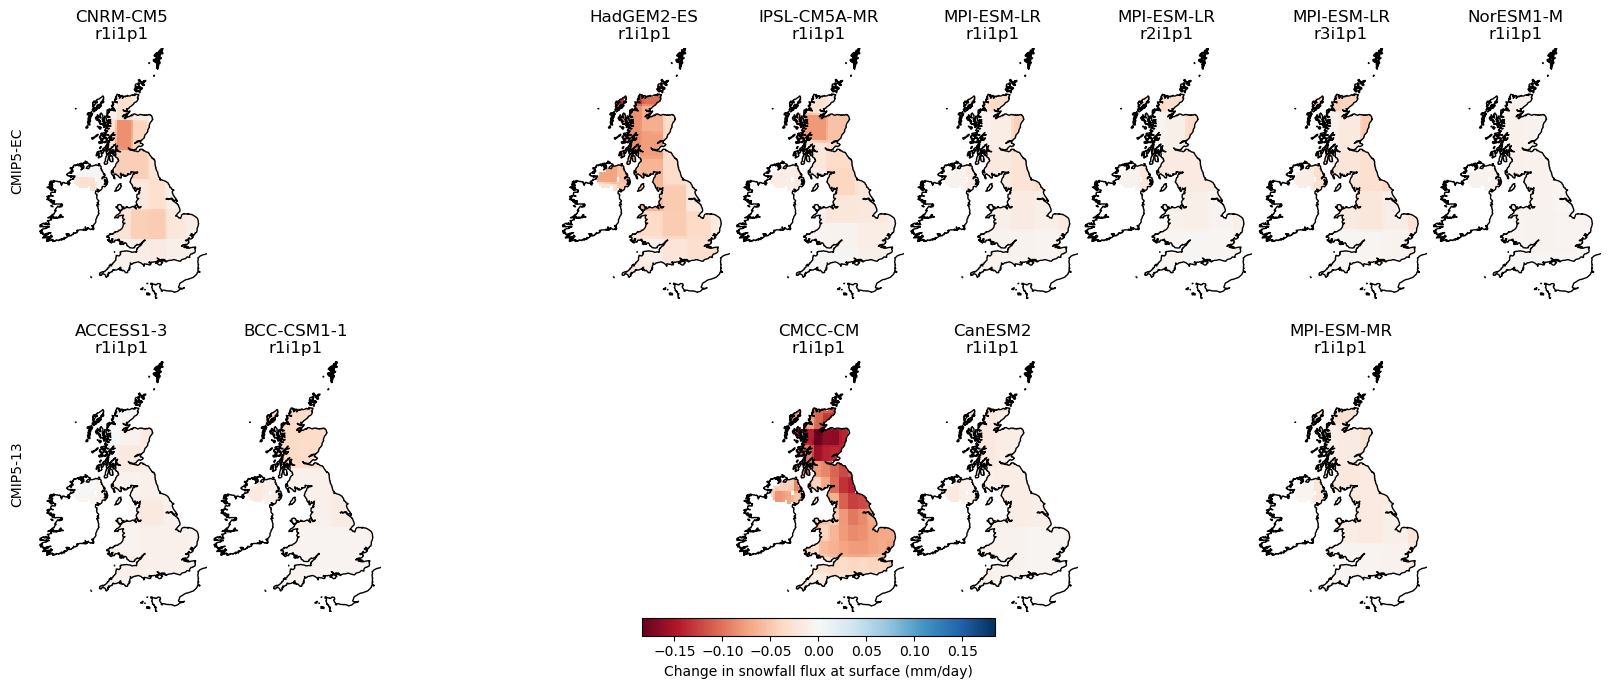 CNRM-CM5
r1i1p1
HadGEM2-ES
r1i1p1
IPSL-CM5A-MR
r1i1p1
MPI-ESM-LR
r1i1p1
MPI-ESM-LR
r2i1p1
MPI-ESM-LR
r3i1p1
NorESM1-M
r1i1p1
CMIP5-EC
ACCESS1-3
r1i1p1
BCC-CSM1-1
r1i1p1
CMCC-CM
r1i1p1
CanESM2
r1i1p1
MPI-ESM-MR
r1i1p1
CMIP5-13
−0.15 −0.10 −0.05 0.00 0.05 0.10 0.15
Change in snowfall flux at surface (mm/day)